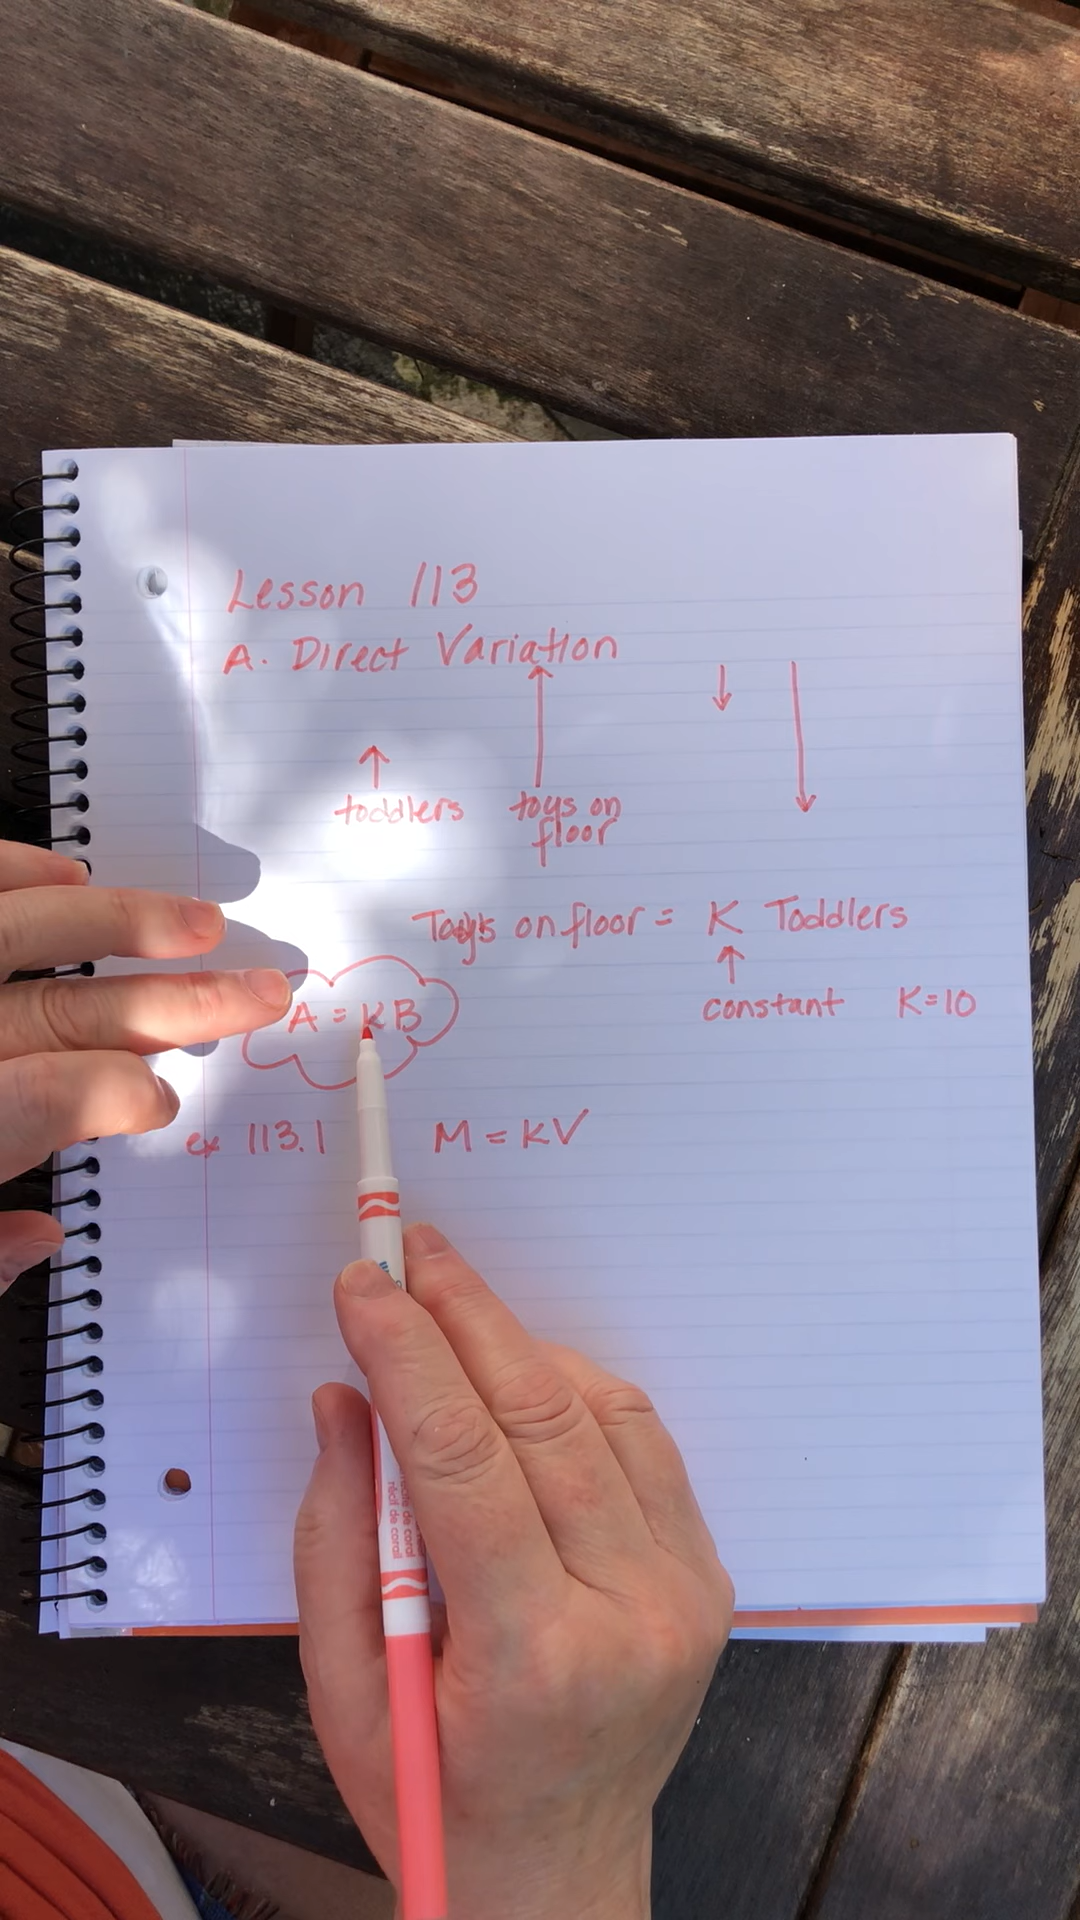 Lesson 113
A. Direct Variation
toddlers
toys on
floor
Toys on floor = K Toddlers
constant K=10
A = KB
ex 113.1 M = KV